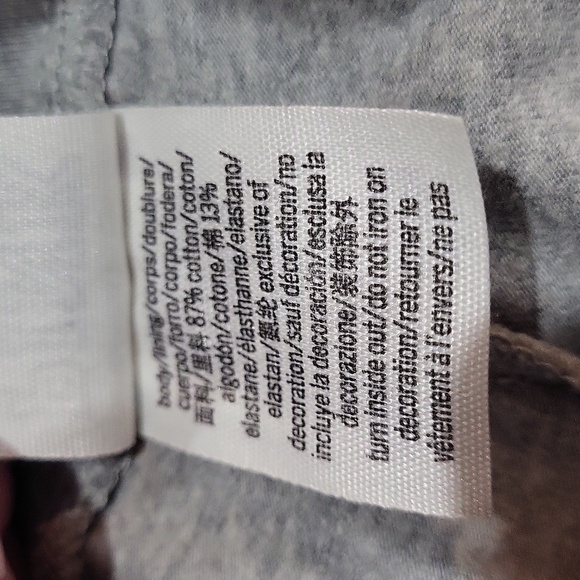 body/lining/corps/doublure/
cuerpo/forro/corpo/fodera/
面料/里料 87% cotton/coton/
algodón/cotone/棉 13%
elastane/élasthanne/elastano/
elastan/氨纶 exclusive of
decoration/sauf décoration/no
incluye la decoración/esclusa la
decorazione/装饰除外
turn inside out/do not iron on
decoration/retourner le
vêtement à l'envers/ne pas